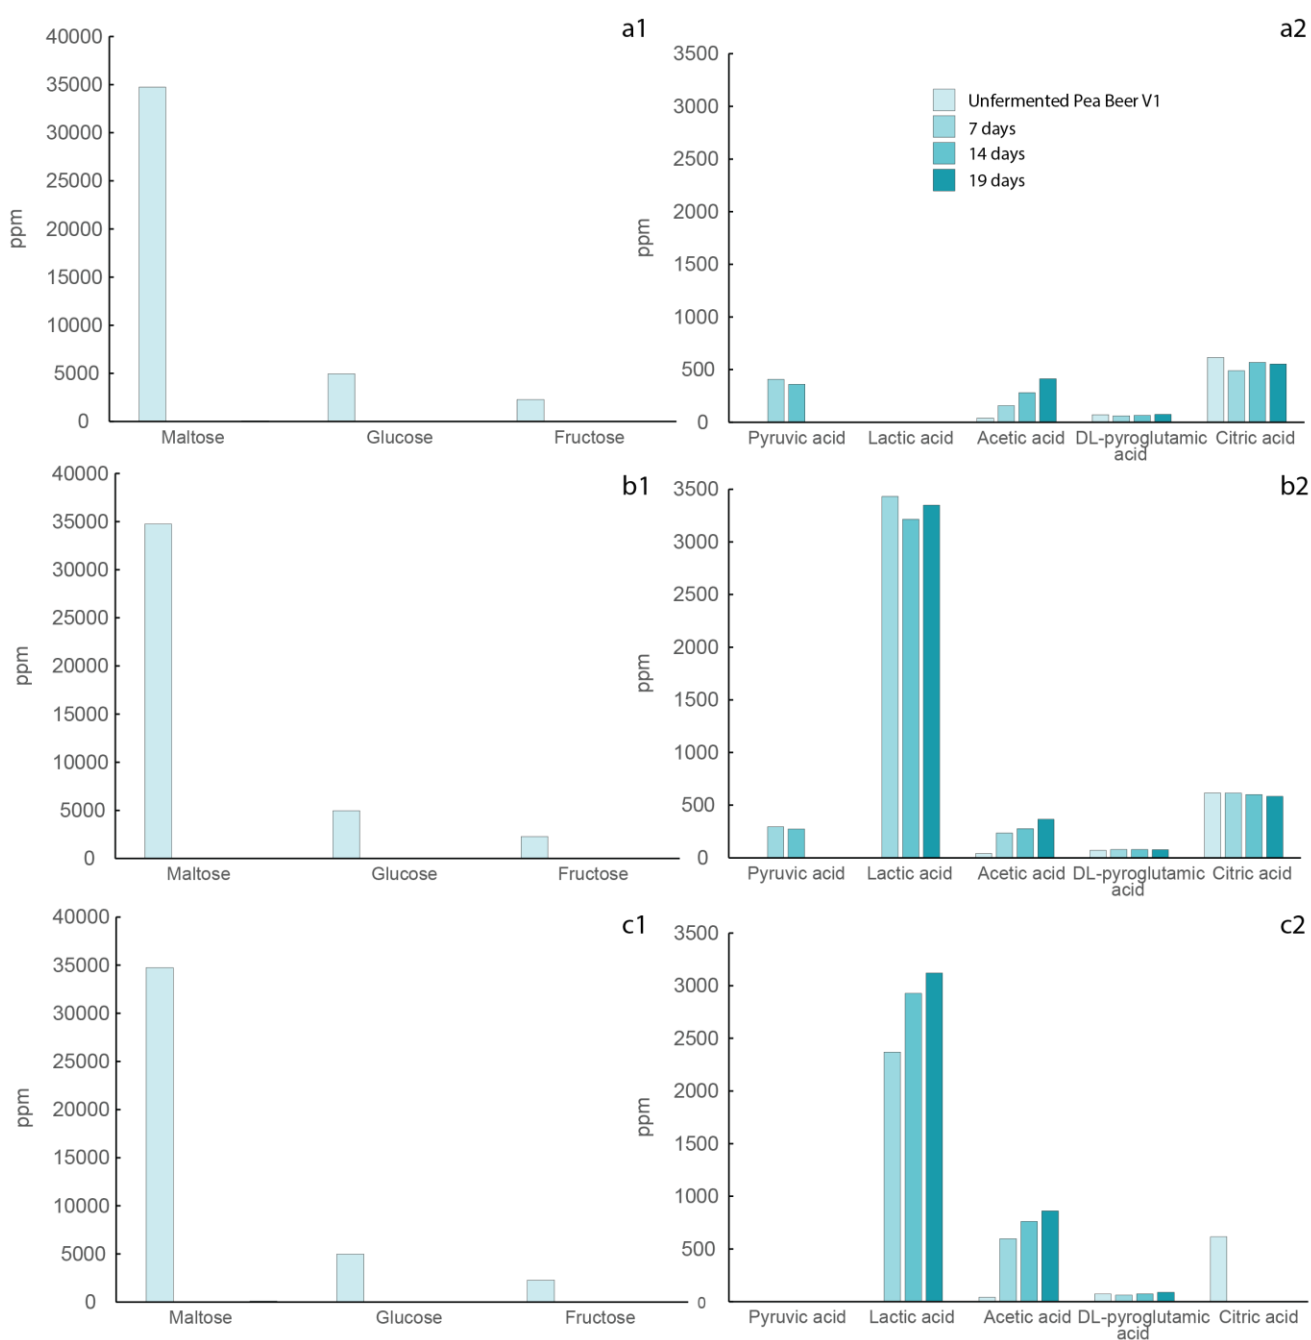 a1
40000
35000
30000
25000
20000
15000
10000
5000
0
ppm
Maltose Glucose Fructose
a2
3500
3000
2500
2000
1500
1000
500
0
ppm
Unfermented Pea Beer V1
7 days
14 days
19 days
Pyruvic acid Lactic acid Acetic acid DL-pyroglutamic Citric acid
acid
b1
40000
35000
30000
25000
20000
15000
10000
5000
0
ppm
Maltose Glucose Fructose
b2
3500
3000
2500
2000
1500
1000
500
0
ppm
Pyruvic acid Lactic acid Acetic acid DL-pyroglutamic Citric acid
acid
c1
40000
35000
30000
25000
20000
15000
10000
5000
0
ppm
Maltose Glucose Fructose
c2
3500
3000
2500
2000
1500
1000
500
0
ppm
Pyruvic acid Lactic acid Acetic acid DL-pyroglutamic Citric acid
acid